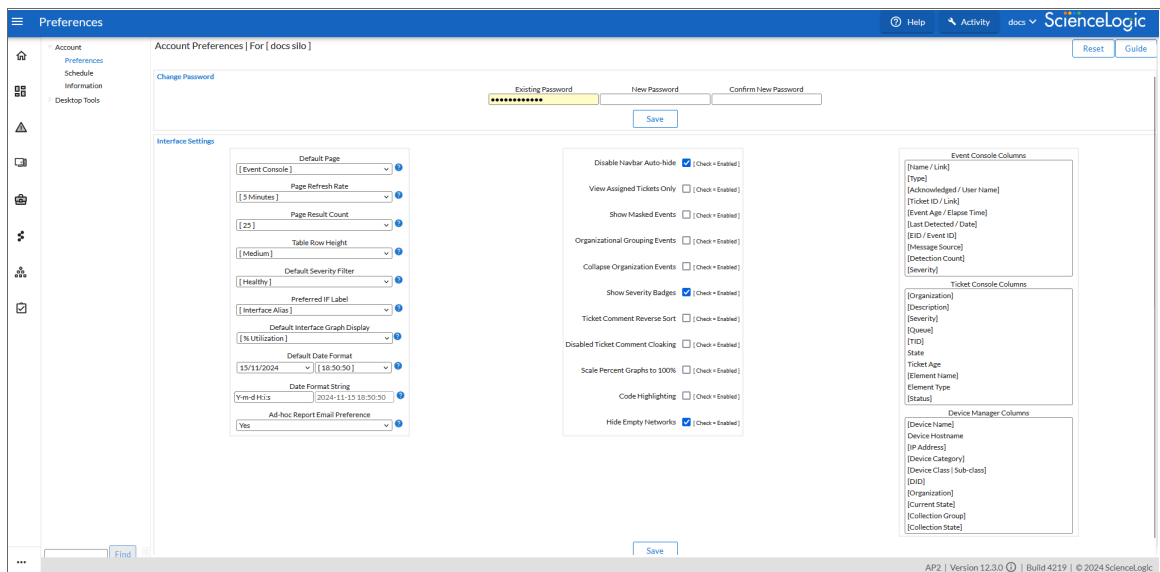 Preferences
Help
Activity
docs
ScienceLogic
Account
Preferences
Schedule
Information
Desktop Tools
Find
Account Preferences | For [ docs silo ]
Reset
Guide
Change Password
Existing Password
New Password
Confirm New Password
••••••••••••
Save
Interface Settings
Default Page
[ Event Console ]
Page Refresh Rate
[ 5 Minutes ]
Page Result Count
[ 25 ]
Table Row Height
[ Medium ]
Default Severity Filter
[ Healthy ]
Preferred IF Label
[ Interface Alias ]
Default Interface Graph Display
[ % Utilization ]
Default Date Format
15/11/2024 [ 18:50:50 ]
Date Format String
Y-m-d H:i:s 2024-11-15 18:50:50
Ad-hoc Report Email Preference
Yes
Disable Navbar Auto-hide [ Check = Enabled ]
View Assigned Tickets Only [ Check = Enabled ]
Show Masked Events [ Check = Enabled ]
Organizational Grouping Events [ Check = Enabled ]
Collapse Organization Events [ Check = Enabled ]
Show Severity Badges [ Check = Enabled ]
Ticket Comment Reverse Sort [ Check = Enabled ]
Disabled Ticket Comment Cloaking [ Check = Enabled ]
Scale Percent Graphs to 100% [ Check = Enabled ]
Code Highlighting [ Check = Enabled ]
Hide Empty Networks [ Check = Enabled ]
Event Console Columns
[Name / Link]
[Type]
[Acknowledged / User Name]
[Ticket ID / Link]
[Event Age / Elapse Time]
[Last Detected / Date]
[EID / Event ID]
[Message Source]
[Detection Count]
[Severity]
Ticket Console Columns
[Organization]
[Description]
[Severity]
[Queue]
[TID]
State
Ticket Age
[Element Name]
Element Type
[Status]
Device Manager Columns
[Device Name]
Device Hostname
[IP Address]
[Device Category]
[Device Class | Sub-class]
[DID]
[Organization]
[Current State]
[Collection Group]
[Collection State]
Save
AP2 | Version 12.3.0 | Build 4219 | © 2024 ScienceLogic